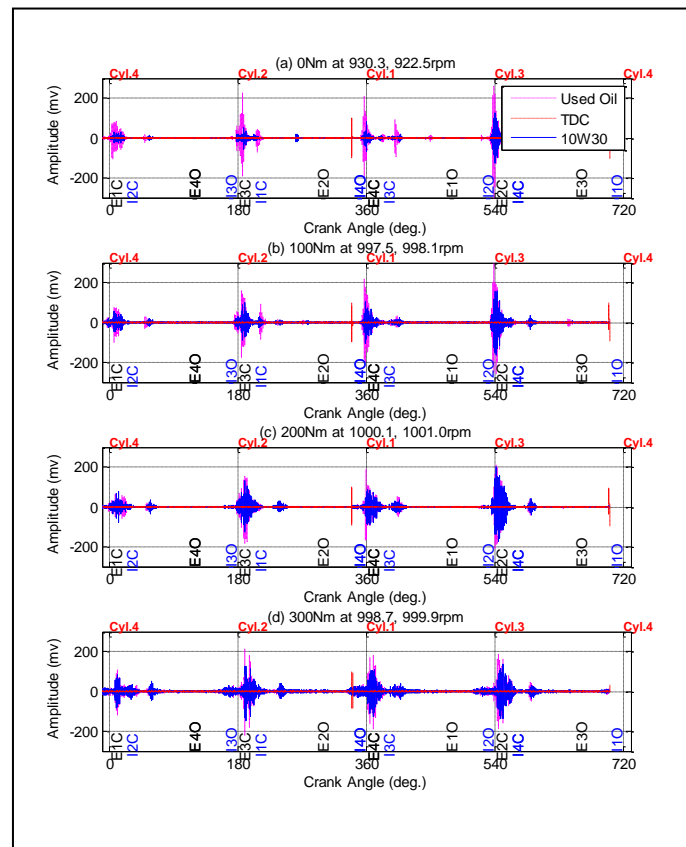 (a) 0Nm at 930.3, 922.5rpm
Cyl.4 Cyl.2 Cyl.1 Cyl.3 Cyl.4
Used Oil
TDC
10W30
Amplitude (mv)
200
0
-200
E1C I2C E4O I3O E3C I1C E2O I4O E4C I3C E1O I2O E2C I4C E3O I1O
0 180 360 540 720
Crank Angle (deg.)
(b) 100Nm at 997.5, 998.1rpm
Cyl.4 Cyl.2 Cyl.1 Cyl.3 Cyl.4
Amplitude (mv)
200
0
-200
E1C I2C E4O I3O E3C I1C E2O I4O E4C I3C E1O I2O E2C I4C E3O I1O
0 180 360 540 720
Crank Angle (deg.)
(c) 200Nm at 1000.1, 1001.0rpm
Cyl.4 Cyl.2 Cyl.1 Cyl.3 Cyl.4
Amplitude (mv)
200
0
-200
E1C I2C E4O I3O E3C I1C E2O I4O E4C I3C E1O I2O E2C I4C E3O I1O
0 180 360 540 720
Crank Angle (deg.)
(d) 300Nm at 998.7, 999.9rpm
Cyl.4 Cyl.2 Cyl.1 Cyl.3 Cyl.4
Amplitude (mv)
200
0
-200
E1C I2C E4O I3O E3C I1C E2O I4O E4C I3C E1O I2O E2C I4C E3O I1O
0 180 360 540 720
Crank Angle (deg.)